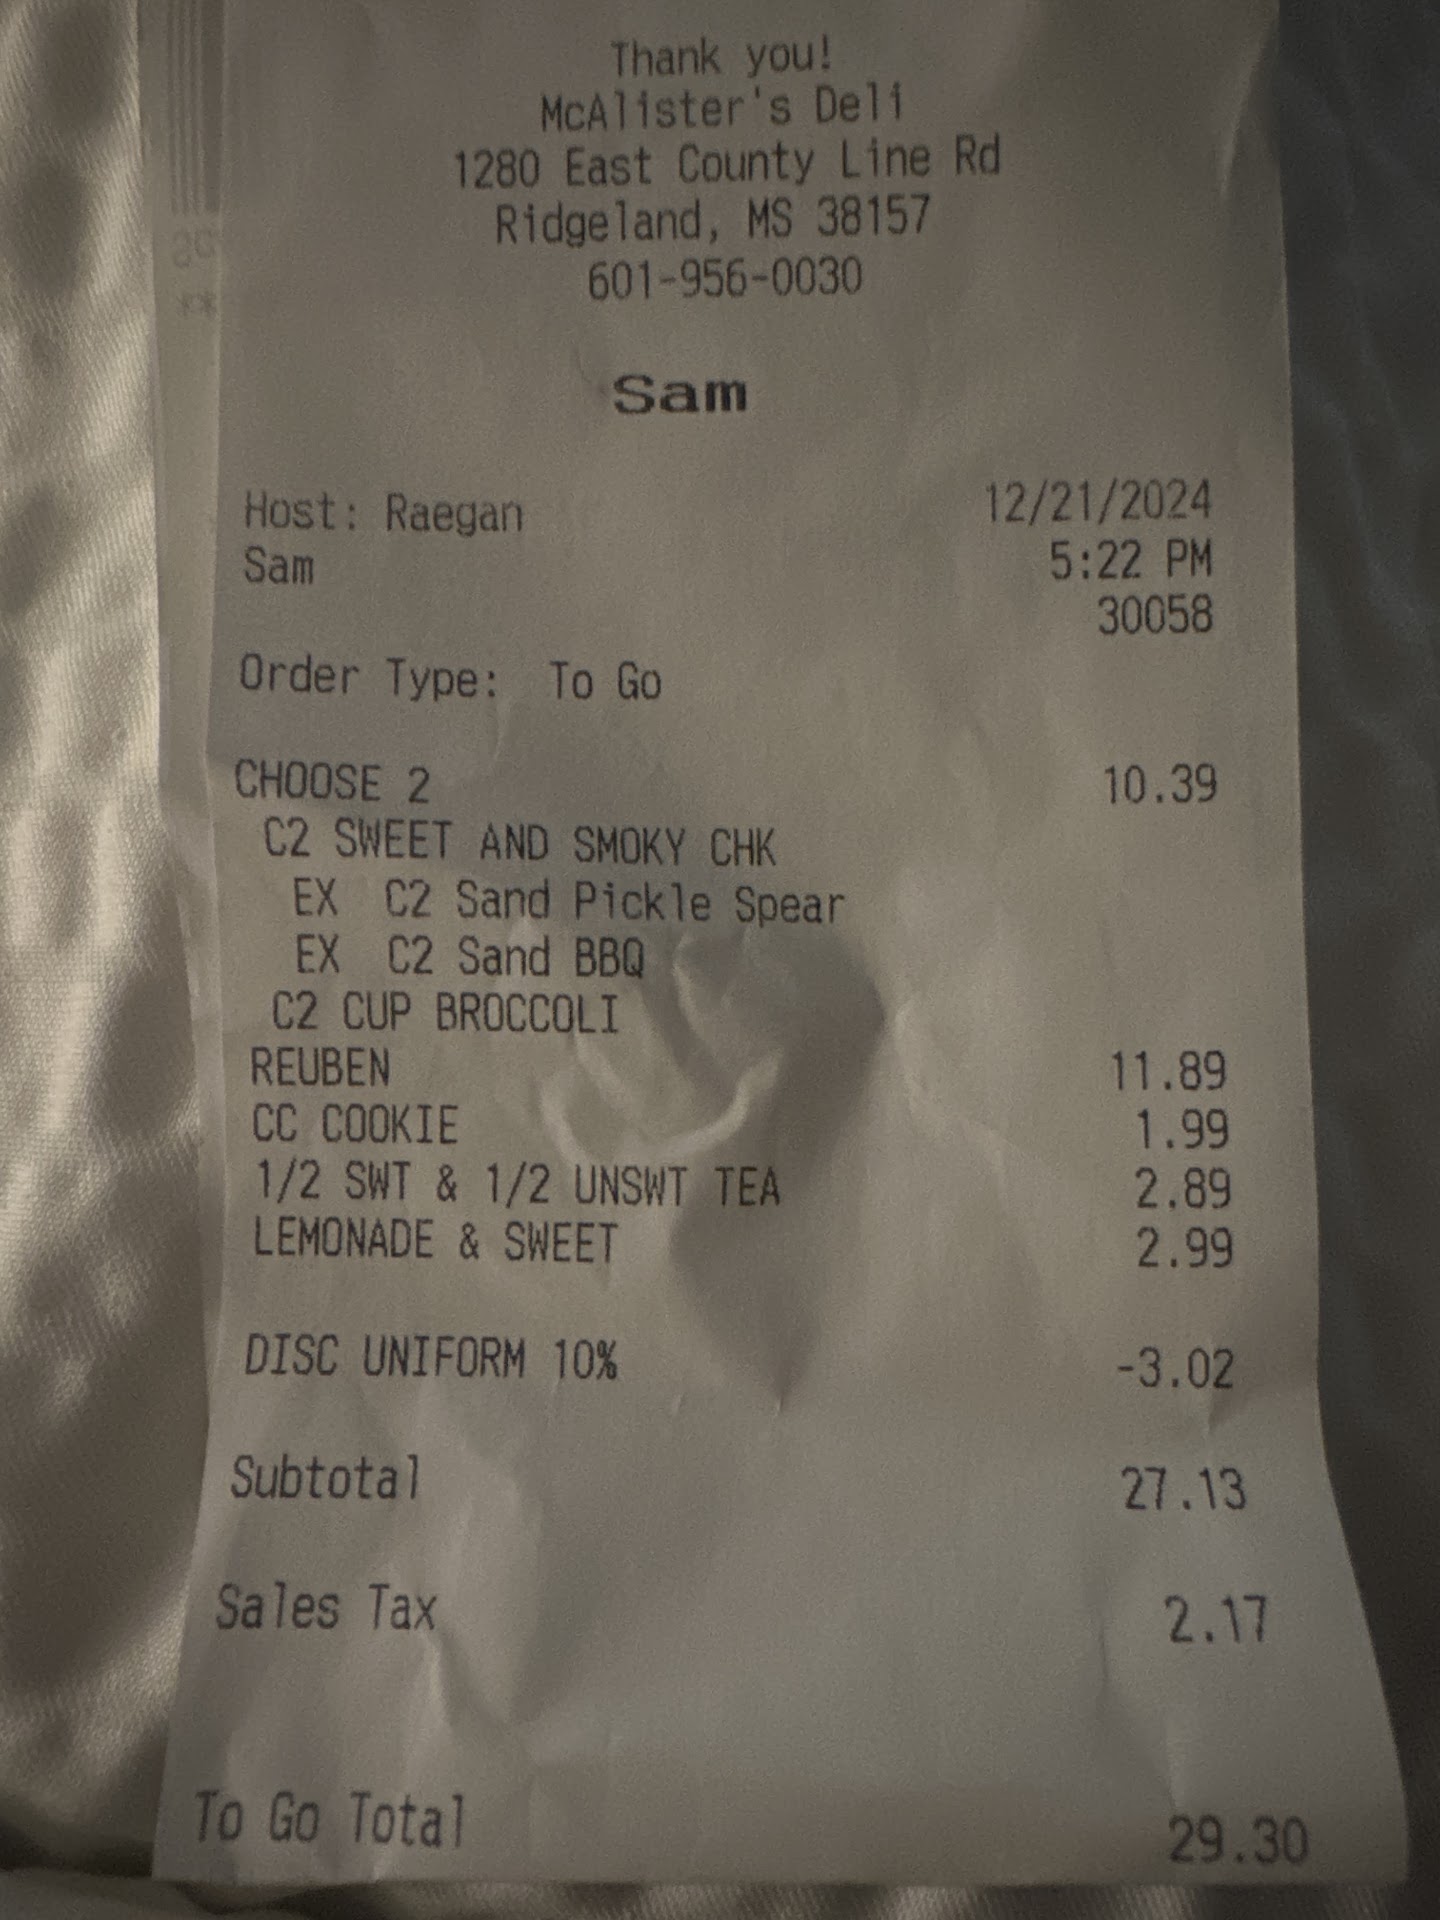 Thank you!
McAlister's Deli
1280 East County Line Rd
Ridgeland, MS 38157
601-956-0030
Sam
Host: Raegan 12/21/2024
Sam 5:22 PM
30058
Order Type: To Go
CHOOSE 2 10.39
C2 SWEET AND SMOKY CHK
EX C2 Sand Pickle Spear
EX C2 Sand BBQ
C2 CUP BROCCOLI
REUBEN 11.89
CC COOKIE 1.99
1/2 SWT & 1/2 UNSWT TEA 2.89
LEMONADE & SWEET 2.99
DISC UNIFORM 10% -3.02
Subtotal 27.13
Sales Tax 2.17
To Go Total 29.30